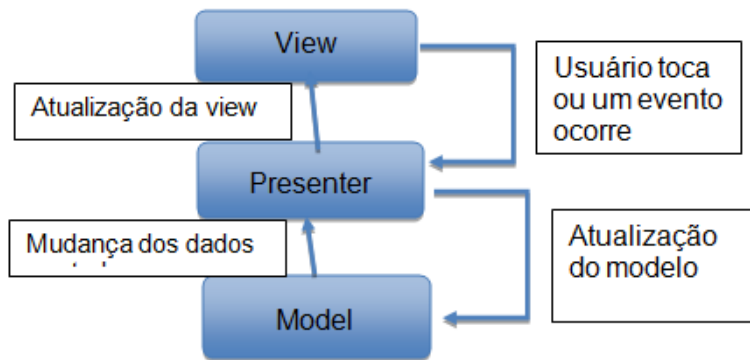 View
Atualização da view
Usuário toca
ou um evento
ocorre
Presenter
Mudança dos dados
Atualização
do modelo
Model